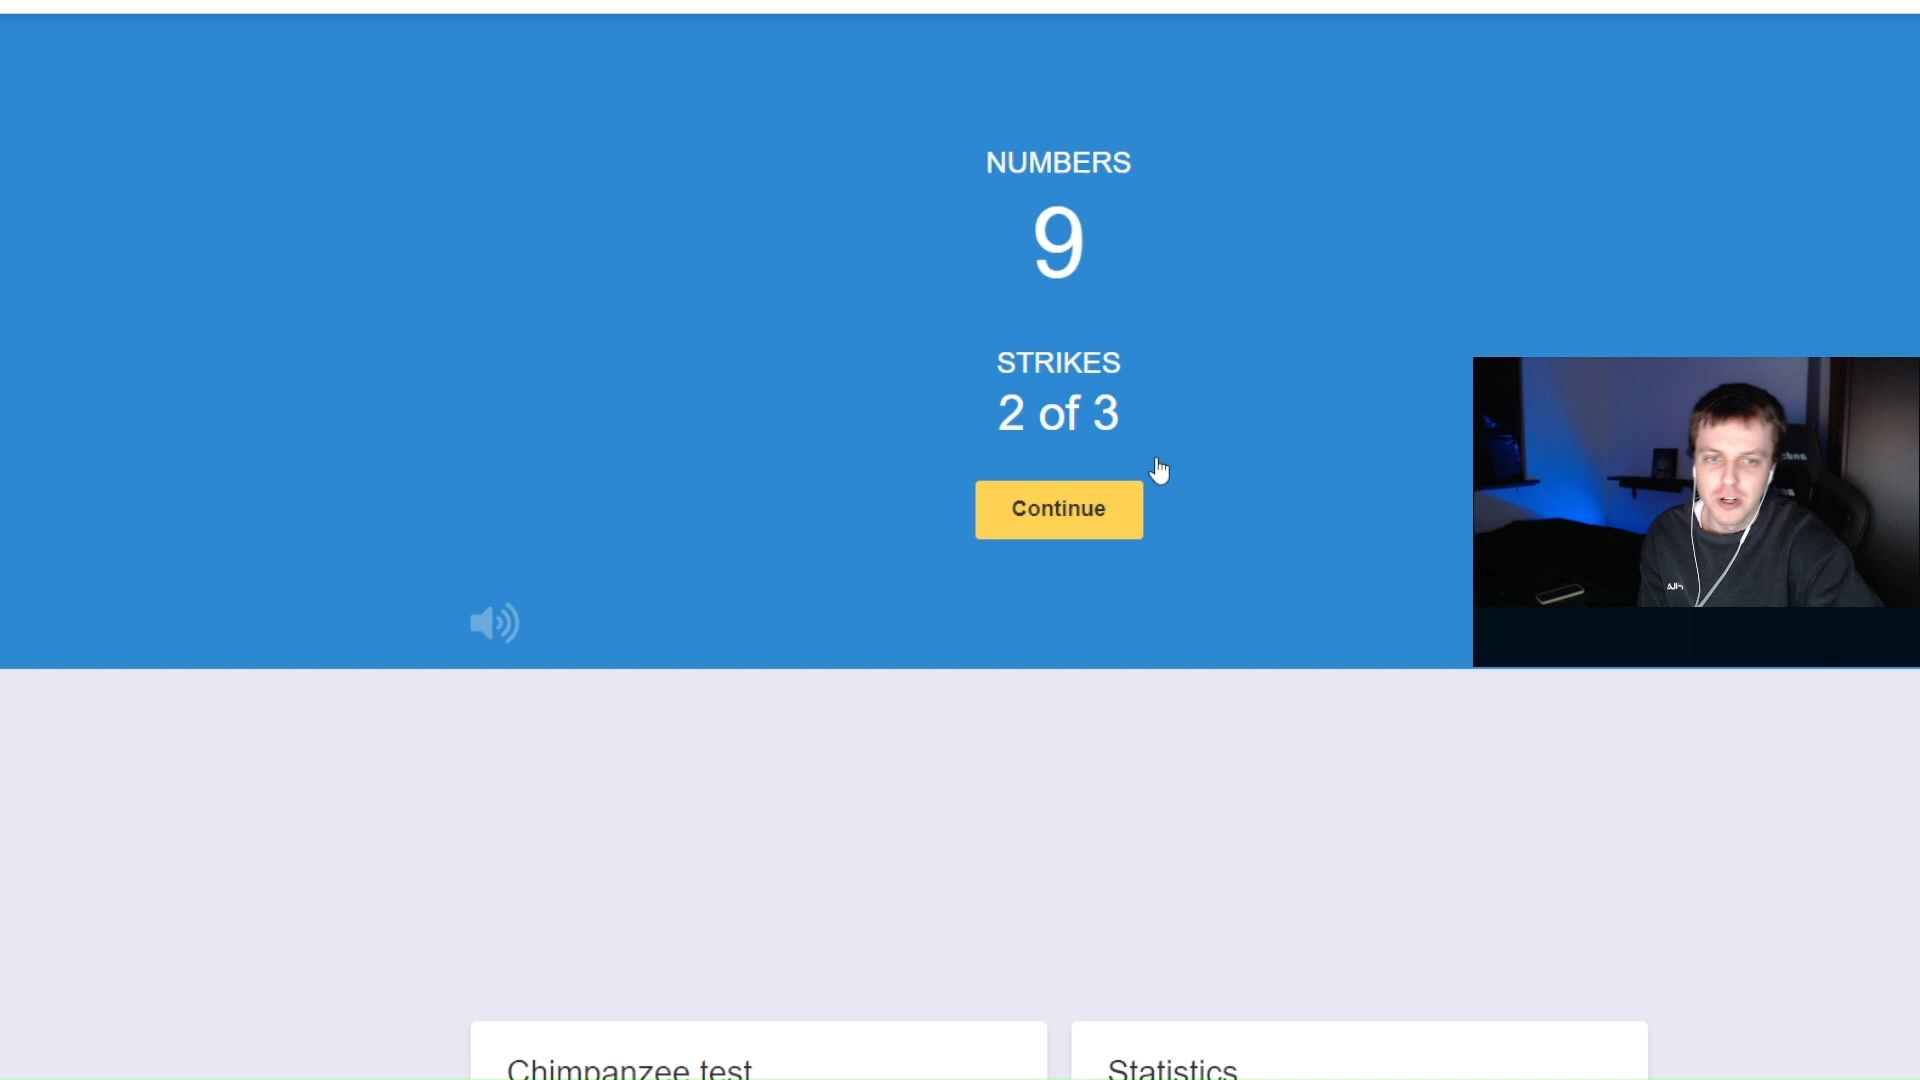 NUMBERS
9
STRIKES
2 of 3
Continue
Chimpanzee test
Statistics